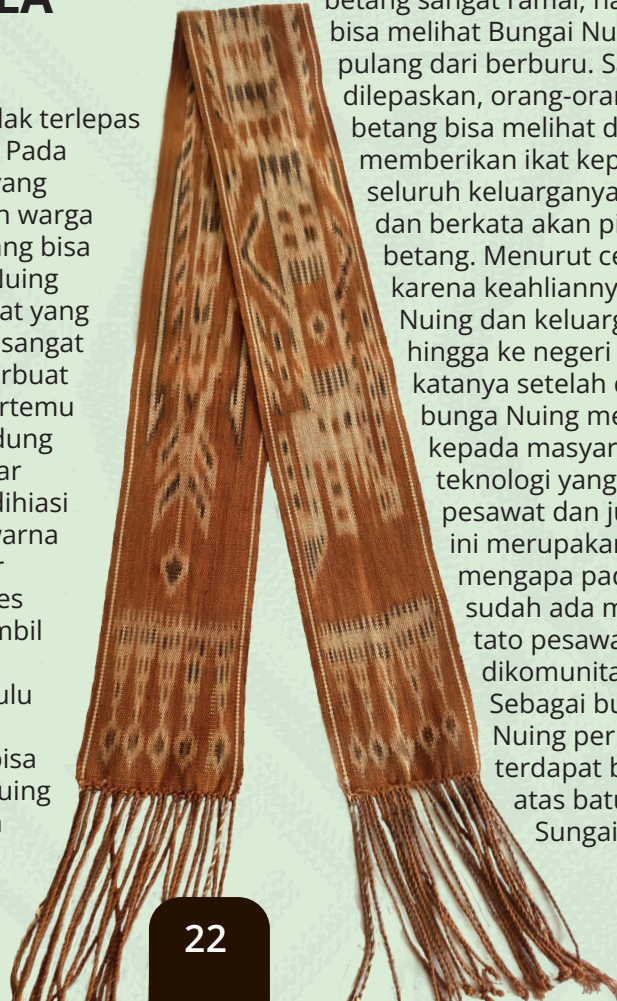 LA
dak terlepas
Pada
yang
n warga
ang bisa
Nuing
at yang
sangat
rbuat
rtemu
dung
ar
dihiasi
warna
r
es
mbil
ulu
bisa
uing
betang sangat ramai, ha
bisa melihat Bungai Nu
pulang dari berburu. Sa
dilepaskan, orang-oran
betang bisa melihat d
memberikan ikat kep
seluruh keluarganya
dan berkata akan pi
betang. Menurut ce
karena keahliannya
Nuing dan keluarg
hingga ke negeri
katanya setelah
bunga Nuing me
kepada masyar
teknologi yang
pesawat dan ju
ini merupakan
mengapa pad
sudah ada m
tato pesawa
dikomunita
Sebagai bu
Nuing per
terdapat b
atas batu
Sungai
22